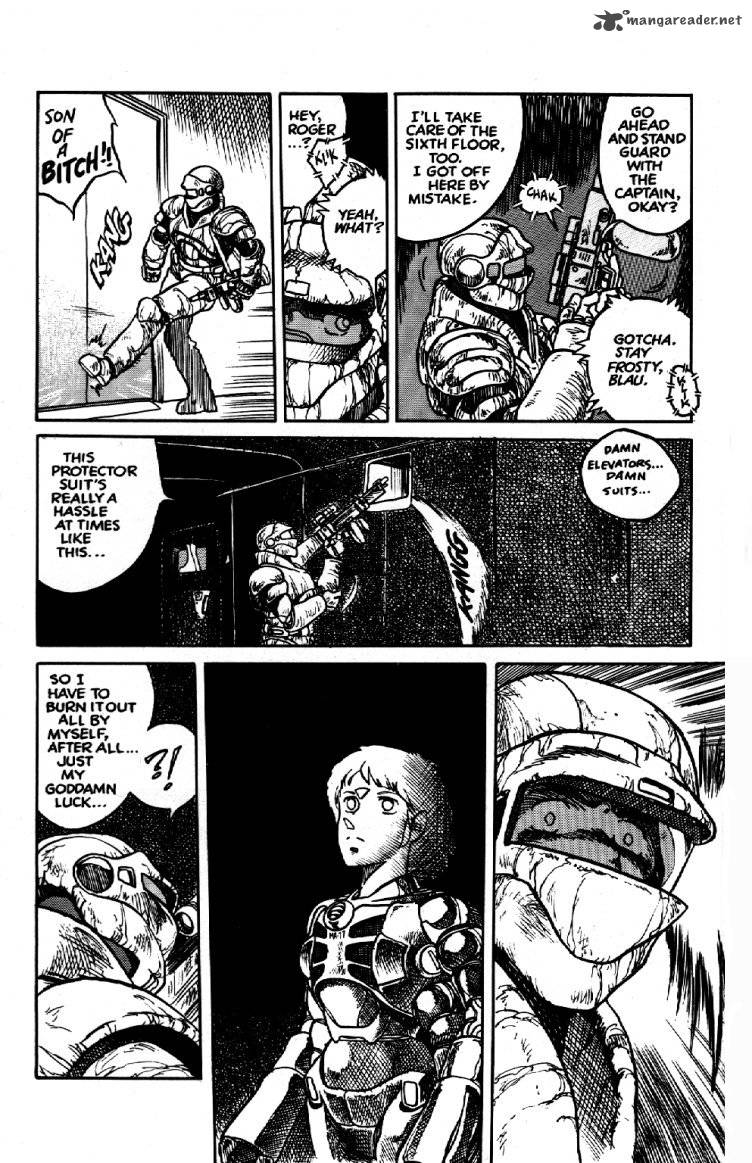 mangareader.net
SON
OF
A
BITCH!!
KANG
HEY,
ROGER
...?
KLIK
YEAH,
WHAT?
I'LL TAKE
CARE OF THE
SIXTH FLOOR,
TOO.
I GOT OFF
HERE BY
MISTAKE.
CHAK
GO
AHEAD
AND STAND
GUARD
WITH
THE
CAPTAIN,
OKAY?
GOTCHA.
STAY
FROSTY,
BLAU.
THIS
PROTECTOR
SUIT'S
REALLY A
HASSLE
AT TIMES
LIKE
THIS...
DAMN
ELEVATORS...
DAMN
SUITS...
SO I
HAVE TO
BURN IT OUT
ALL BY
MYSELF,
AFTER ALL...
JUST
MY
GODDAMN
LUCK...
?!